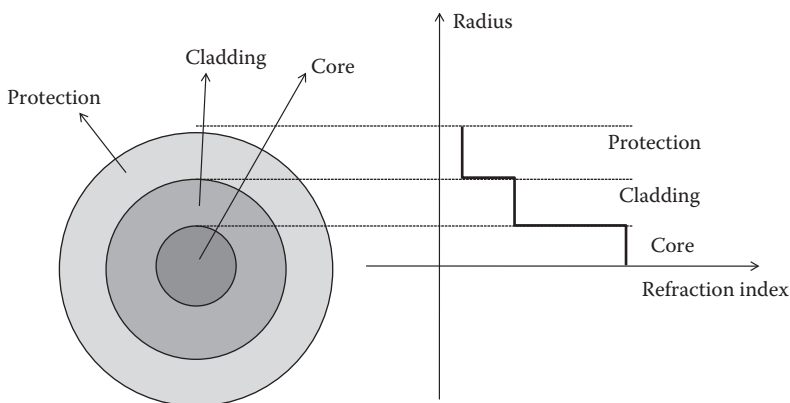 Radius
Cladding
Core
Protection
Protection
Cladding
Core
Refraction index